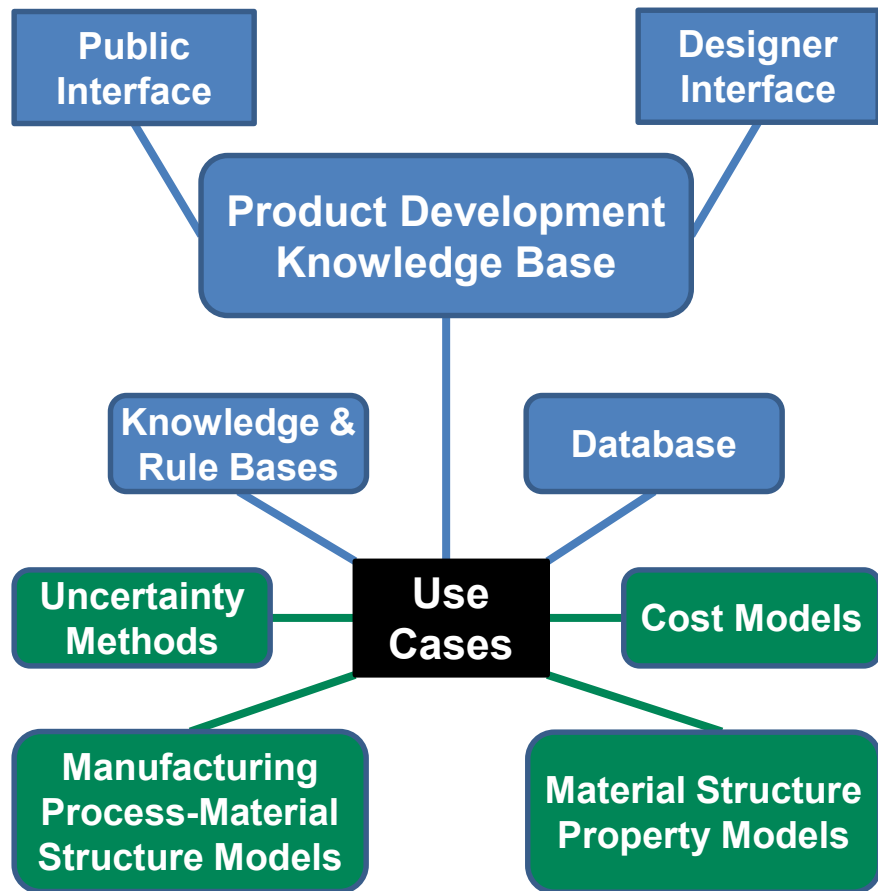 Public
Interface
Designer
Interface
Product Development
Knowledge Base
Knowledge &
Rule Bases
Database
Uncertainty
Methods
Use
Cases
Cost Models
Manufacturing
Process-Material
Structure Models
Material Structure
Property Models